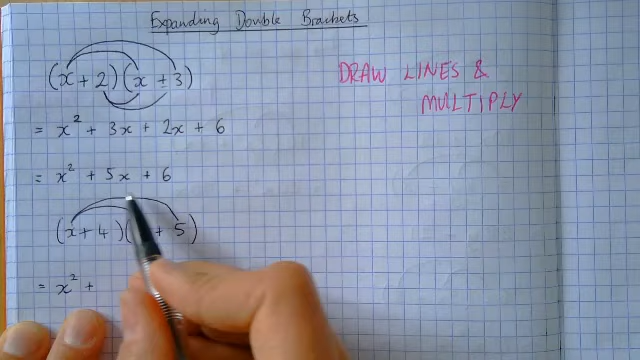 Expanding Double Brackets
(x + 2)(x + 3)
DRAW LINES &
MULTIPLY
= x² + 3x + 2x + 6
= x² + 5x + 6
(x + 4)( + 5)
= x² +